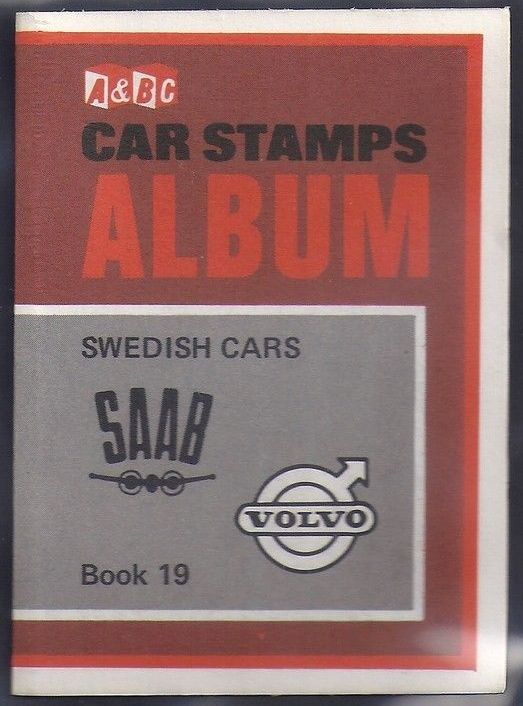 A&BC
CAR STAMPS
ALBUM
SWEDISH CARS
SAAB
VOLVO
Book 19